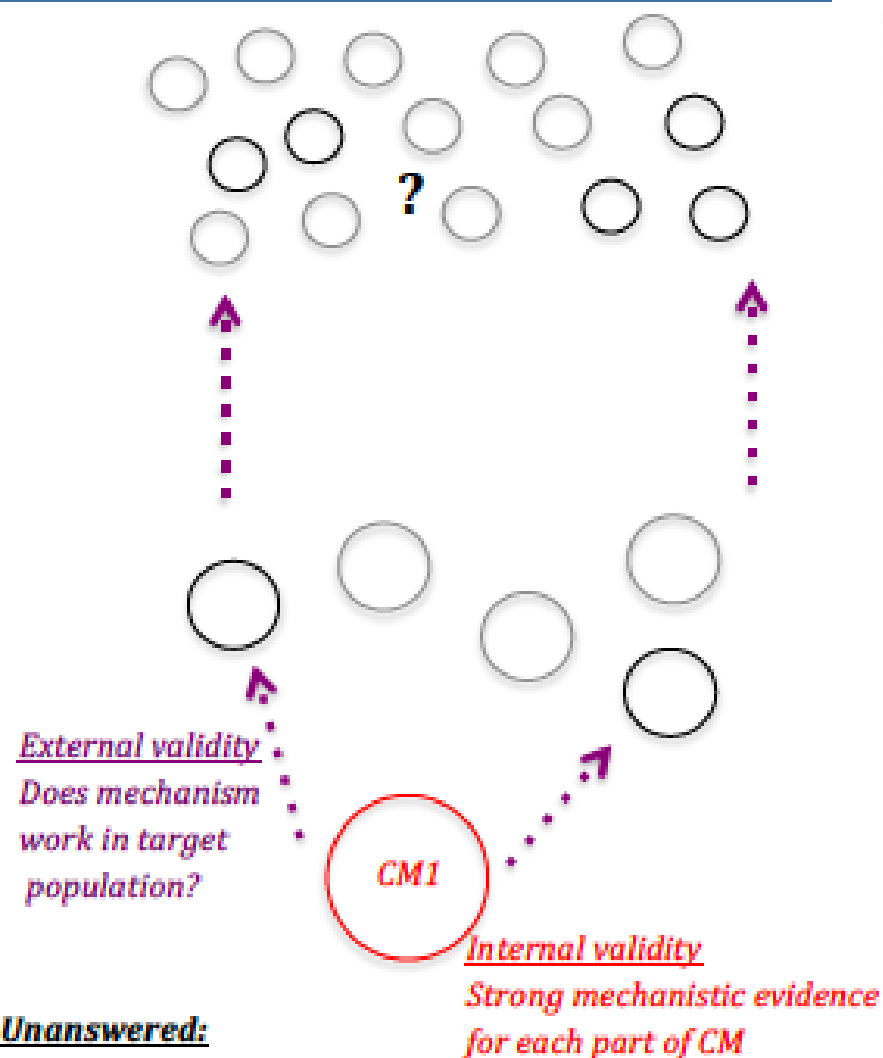 ?
External validity
Does mechanism
work in target
population?
CM1
Internal validity
Strong mechanistic evidence
for each part of CM
Unanswered: